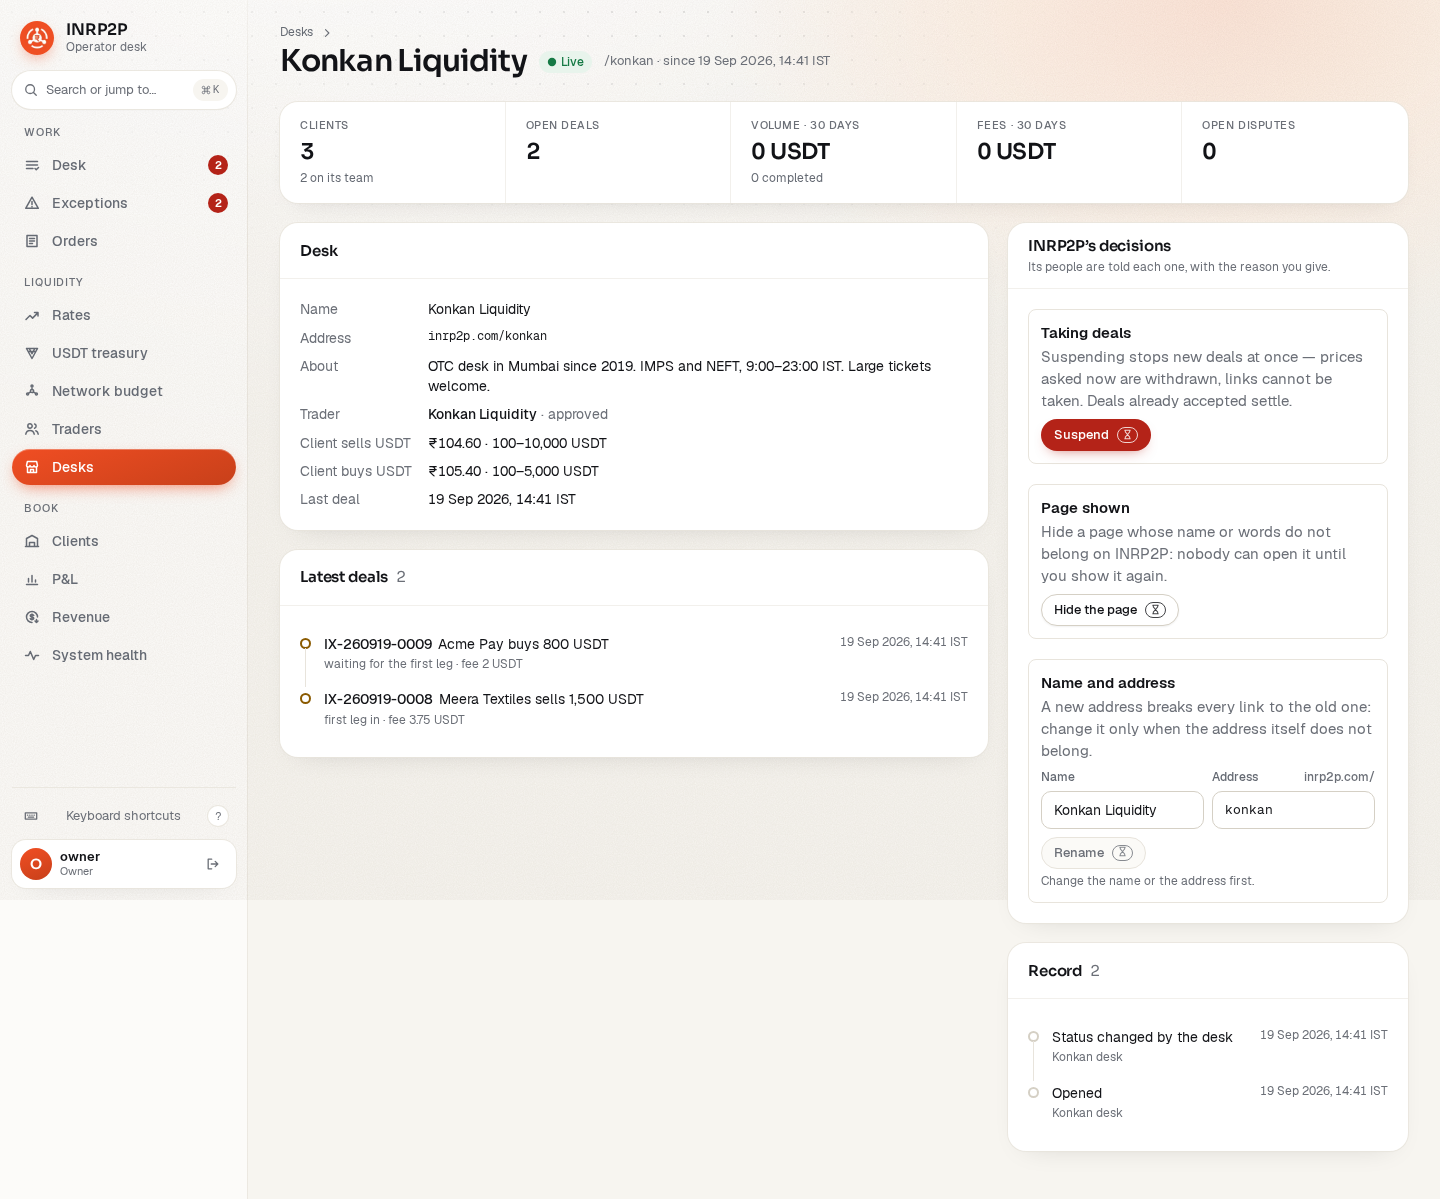 INRP2P
Operator desk
Search or jump to...
⌘K
WORK
Desk 2
Exceptions 2
Orders
LIQUIDITY
Rates
USDT treasury
Network budget
Traders
Desks
BOOK
Clients
P&L
Revenue
System health
Keyboard shortcuts ?
O owner
Owner
Desks
Konkan Liquidity Live /konkan · since 19 Sep 2026, 14:41 IST
CLIENTS
3
2 on its team
OPEN DEALS
2
VOLUME · 30 DAYS
0 USDT
0 completed
FEES · 30 DAYS
0 USDT
OPEN DISPUTES
0
Desk
Name Konkan Liquidity
Address inrp2p.com/konkan
About OTC desk in Mumbai since 2019. IMPS and NEFT, 9:00–23:00 IST. Large tickets
welcome.
Trader Konkan Liquidity · approved
Client sells USDT ₹104.60 · 100–10,000 USDT
Client buys USDT ₹105.40 · 100–5,000 USDT
Last deal 19 Sep 2026, 14:41 IST
Latest deals 2
IX-260919-0009 Acme Pay buys 800 USDT 19 Sep 2026, 14:41 IST
waiting for the first leg · fee 2 USDT
IX-260919-0008 Meera Textiles sells 1,500 USDT 19 Sep 2026, 14:41 IST
first leg in · fee 3.75 USDT
INRP2P’s decisions
Its people are told each one, with the reason you give.
Taking deals
Suspending stops new deals at once — prices
asked now are withdrawn, links cannot be
taken. Deals already accepted settle.
Suspend
Page shown
Hide a page whose name or words do not
belong on INRP2P: nobody can open it until
you show it again.
Hide the page
Name and address
A new address breaks every link to the old one:
change it only when the address itself does not
belong.
Name Address inrp2p.com/
Konkan Liquidity konkan
Rename
Change the name or the address first.
Record 2
Status changed by the desk 19 Sep 2026, 14:41 IST
Konkan desk
Opened 19 Sep 2026, 14:41 IST
Konkan desk